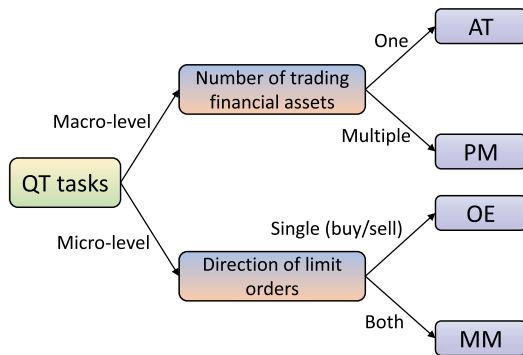 AT
One
Number of trading
financial assets
Macro-level
Multiple
PM
QT tasks
OE
Single (buy/sell)
Micro-level
Direction of limit
orders
Both
MM